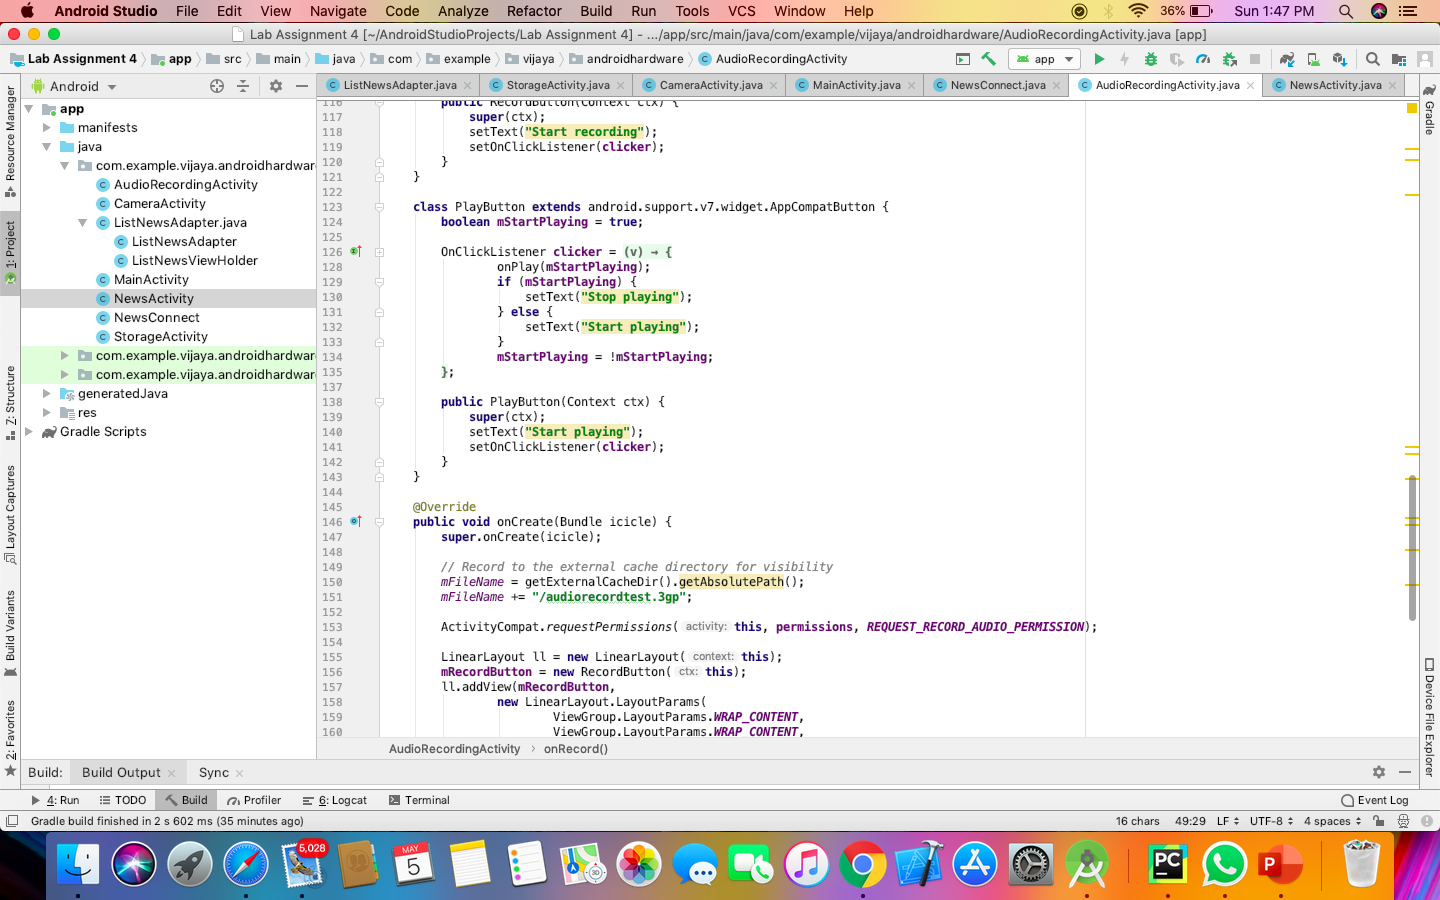 Android Studio File Edit View Navigate Code Analyze Refactor Build Run Tools VCS Window Help 36% Sun 1:47 PM
Lab Assignment 4 [~/AndroidStudioProjects/Lab Assignment 4] - .../app/src/main/java/com/example/vijaya/androidhardware/AudioRecordingActivity.java [app]
Lab Assignment 4 app src main java com example vijaya androidhardware AudioRecordingActivity app
Android
ListNewsAdapter.java StorageActivity.java CameraActivity.java MainActivity.java NewsConnect.java AudioRecordingActivity.java NewsActivity.java
Resource Manager
1: Project
Z: Structure
Layout Captures
Build Variants
2: Favorites
app
manifests
java
com.example.vijaya.androidhardwar
AudioRecordingActivity
CameraActivity
ListNewsAdapter.java
ListNewsAdapter
ListNewsViewHolder
MainActivity
NewsActivity
NewsConnect
StorageActivity
com.example.vijaya.androidhardwar
com.example.vijaya.androidhardwar
generatedJava
res
Gradle Scripts
116 public RecordButton(Context ctx) {
117 super(ctx);
118 setText("Start recording");
119 setOnClickListener(clicker);
120 }
121 }
122
123 class PlayButton extends android.support.v7.widget.AppCompatButton {
124 boolean mStartPlaying = true;
125
126 OnClickListener clicker = (v) → {
128 onPlay(mStartPlaying);
129 if (mStartPlaying) {
130 setText("Stop playing");
131 } else {
132 setText("Start playing");
133 }
134 mStartPlaying = !mStartPlaying;
135 };
137
138 public PlayButton(Context ctx) {
139 super(ctx);
140 setText("Start playing");
141 setOnClickListener(clicker);
142 }
143 }
144
145 @Override
146 public void onCreate(Bundle icicle) {
147 super.onCreate(icicle);
148
149 // Record to the external cache directory for visibility
150 mFileName = getExternalCacheDir().getAbsolutePath();
151 mFileName += "/audiorecordtest.3gp";
152
153 ActivityCompat.requestPermissions( activity: this, permissions, REQUEST_RECORD_AUDIO_PERMISSION);
154
155 LinearLayout ll = new LinearLayout( context: this);
156 mRecordButton = new RecordButton( ctx: this);
157 ll.addView(mRecordButton,
158 new LinearLayout.LayoutParams(
159 ViewGroup.LayoutParams.WRAP_CONTENT,
160 ViewGroup.LayoutParams.WRAP_CONTENT,
AudioRecordingActivity › onRecord()
Gradle
Device File Explorer
Build: Build Output Sync
4: Run TODO Build Profiler 6: Logcat Terminal Event Log
Gradle build finished in 2 s 602 ms (35 minutes ago) 16 chars 49:29 LF UTF-8 4 spaces
5,028
MAY
5
3D
PC
P